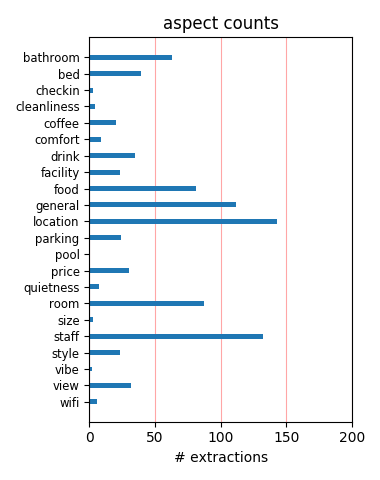 aspect counts
bathroom
bed
checkin
cleanliness
coffee
comfort
drink
facility
food
general
location
parking
pool
price
quietness
room
size
staff
style
vibe
view
wifi
0 50 100 150 200
# extractions